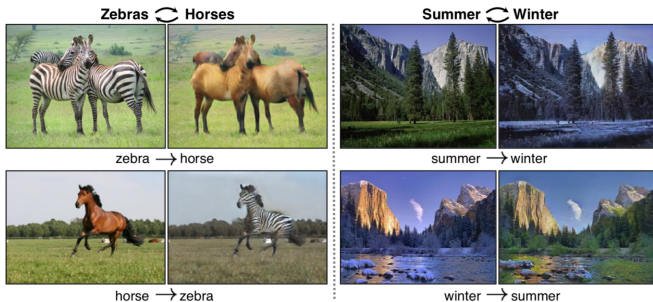 Zebras Horses
zebra → horse
horse → zebra
Summer Winter
summer → winter
winter → summer